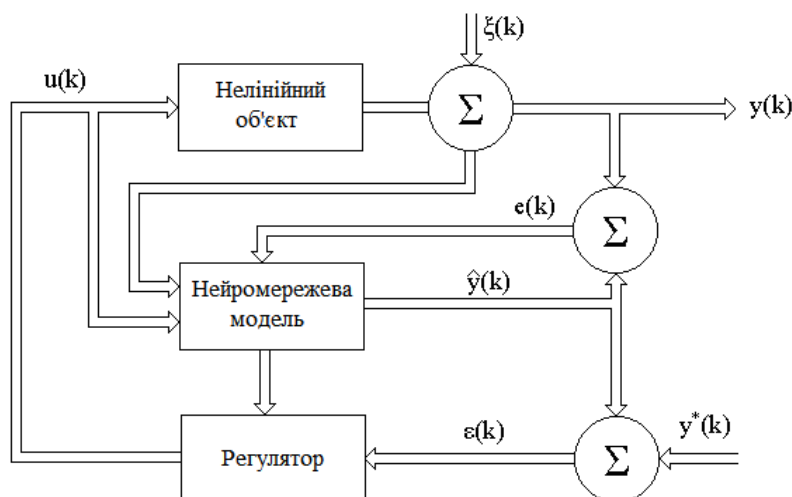 ξ(k)
u(k)
Нелінійний
об'єкт
Σ
y(k)
e(k)
Σ
Нейромережева
модель
ŷ(k)
Регулятор
ε(k)
Σ
y*(k)